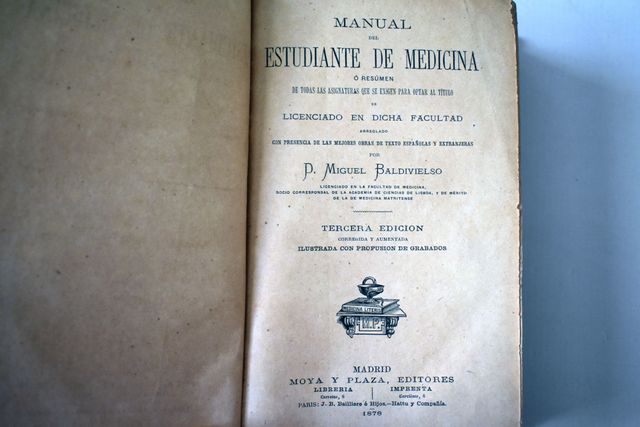 MANUAL
DEL
ESTUDIANTE DE MEDICINA
Ó RESÚMEN
DE TODAS LAS ASIGNATURAS QUE SE EXIGEN PARA OPTAR AL TÍTULO
DE
LICENCIADO EN DICHA FACULTAD
ARREGLADO
CON PRESENCIA DE LAS MEJORES OBRAS DE TEXTO ESPAÑOLAS Y EXTRANJERAS
POR
D. MIGUEL BALDIVIELSO
LICENCIADO EN LA FACULTAD DE MEDICINA,
SOCIO CORRESPONSAL DE LA ACADEMIA DE CIENCIAS DE LISBOA, Y DE MÉRITO
DE LA DE MEDICINA MATRITENSE
TERCERA EDICION
CORREGIDA Y AUMENTADA
ILUSTRADA CON PROFUSION DE GRABADOS
M.P.
MADRID
MOYA Y PLAZA, EDITORES
LIBRERIA IMPRENTA
Carretas, 8
PARIS: J. B. Bailliere é Hijos.—Hattu y Compañía.
1878